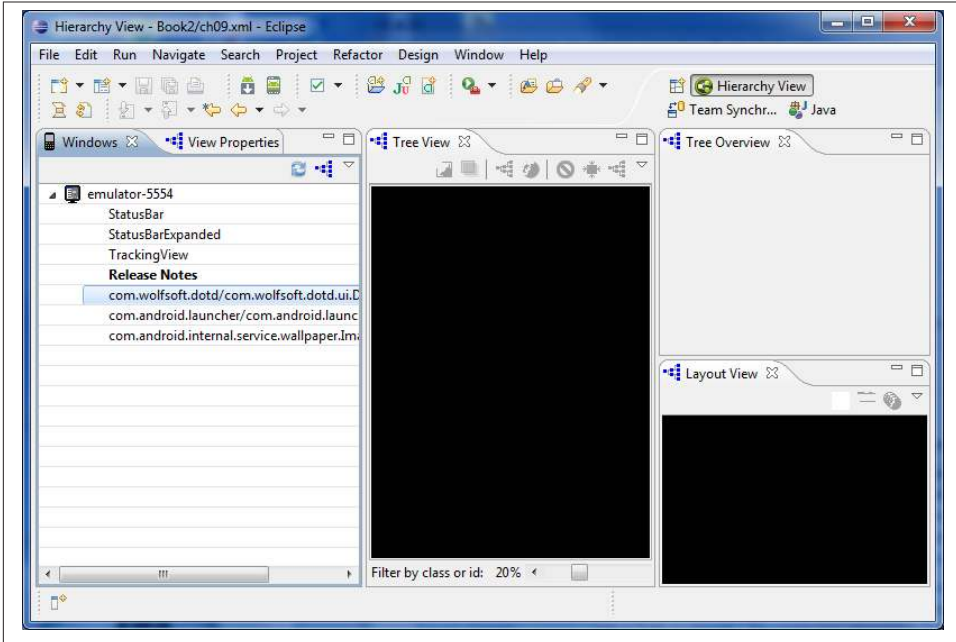 Hierarchy View - Book2/ch09.xml - Eclipse
File Edit Run Navigate Search Project Refactor Design Window Help
Hierarchy View
Team Synchr... Java
Windows View Properties
Tree View
Tree Overview
emulator-5554
StatusBar
StatusBarExpanded
TrackingView
Release Notes
com.wolfsoft.dotd/com.wolfsoft.dotd.ui.D
com.android.launcher/com.android.launc
com.android.internal.service.wallpaper.Ima
Layout View
Filter by class or id: 20%